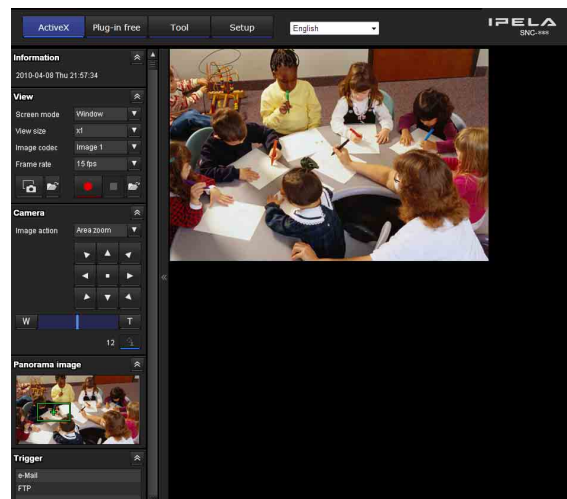 ActiveX Plug-in free Tool Setup English IPELA
SNC-
Information
2010-04-08 Thu 21:57:34
View
Screen mode Window
View size x1
Image codec Image 1
Frame rate 15 fps
Camera
Image action Area zoom
W T
12
Panorama image
Trigger
e-Mail
FTP